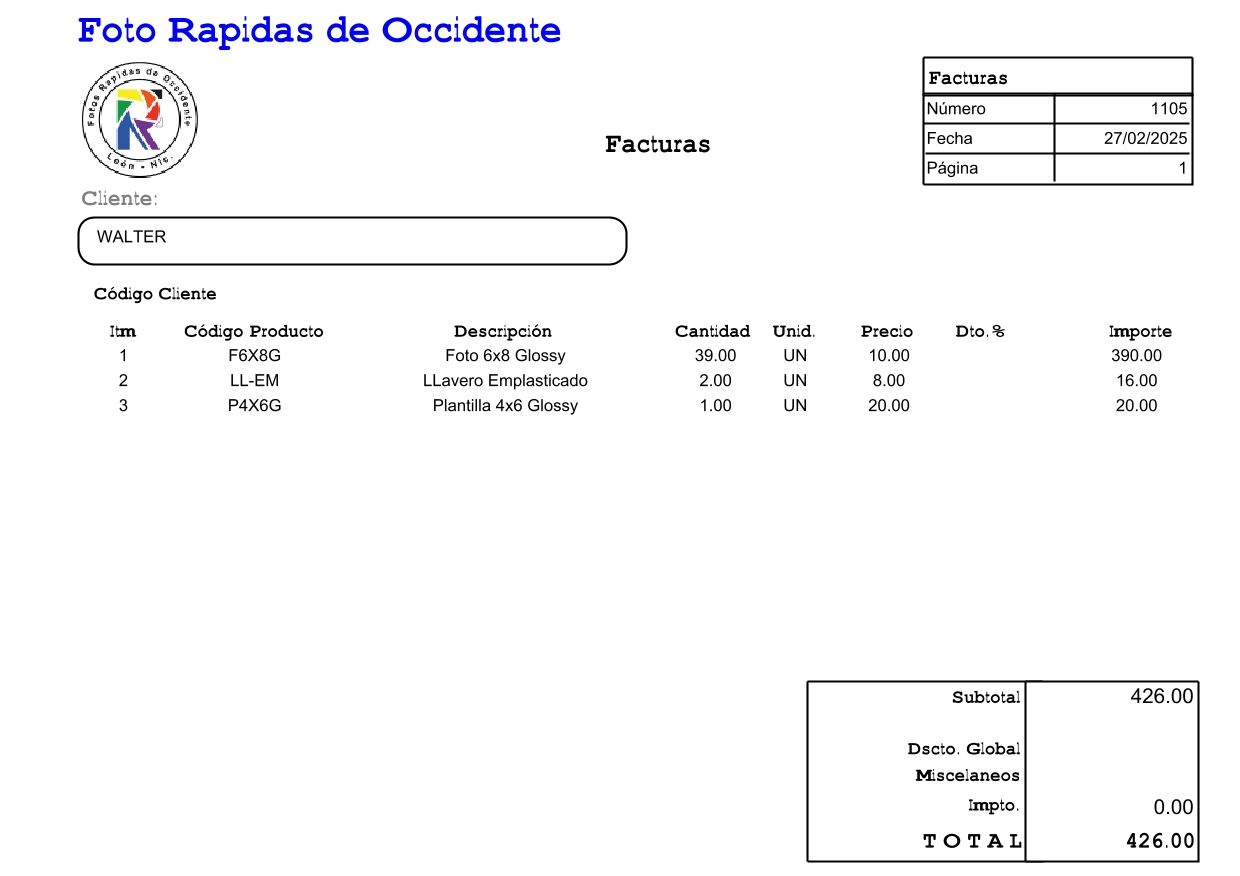 Foto Rapidas de Occidente
Fotos Rapidas de Occidente
León - Nic.
Facturas
Facturas
Número 1105
Fecha 27/02/2025
Página 1
Cliente:
WALTER
Código Cliente
Itm Código Producto Descripción Cantidad Unid. Precio Dto.% Importe
1 F6X8G Foto 6x8 Glossy 39.00 UN 10.00 390.00
2 LL-EM LLavero Emplasticado 2.00 UN 8.00 16.00
3 P4X6G Plantilla 4x6 Glossy 1.00 UN 20.00 20.00
Subtotal 426.00
Dscto. Global
Miscelaneos
Impto. 0.00
TOTAL 426.00